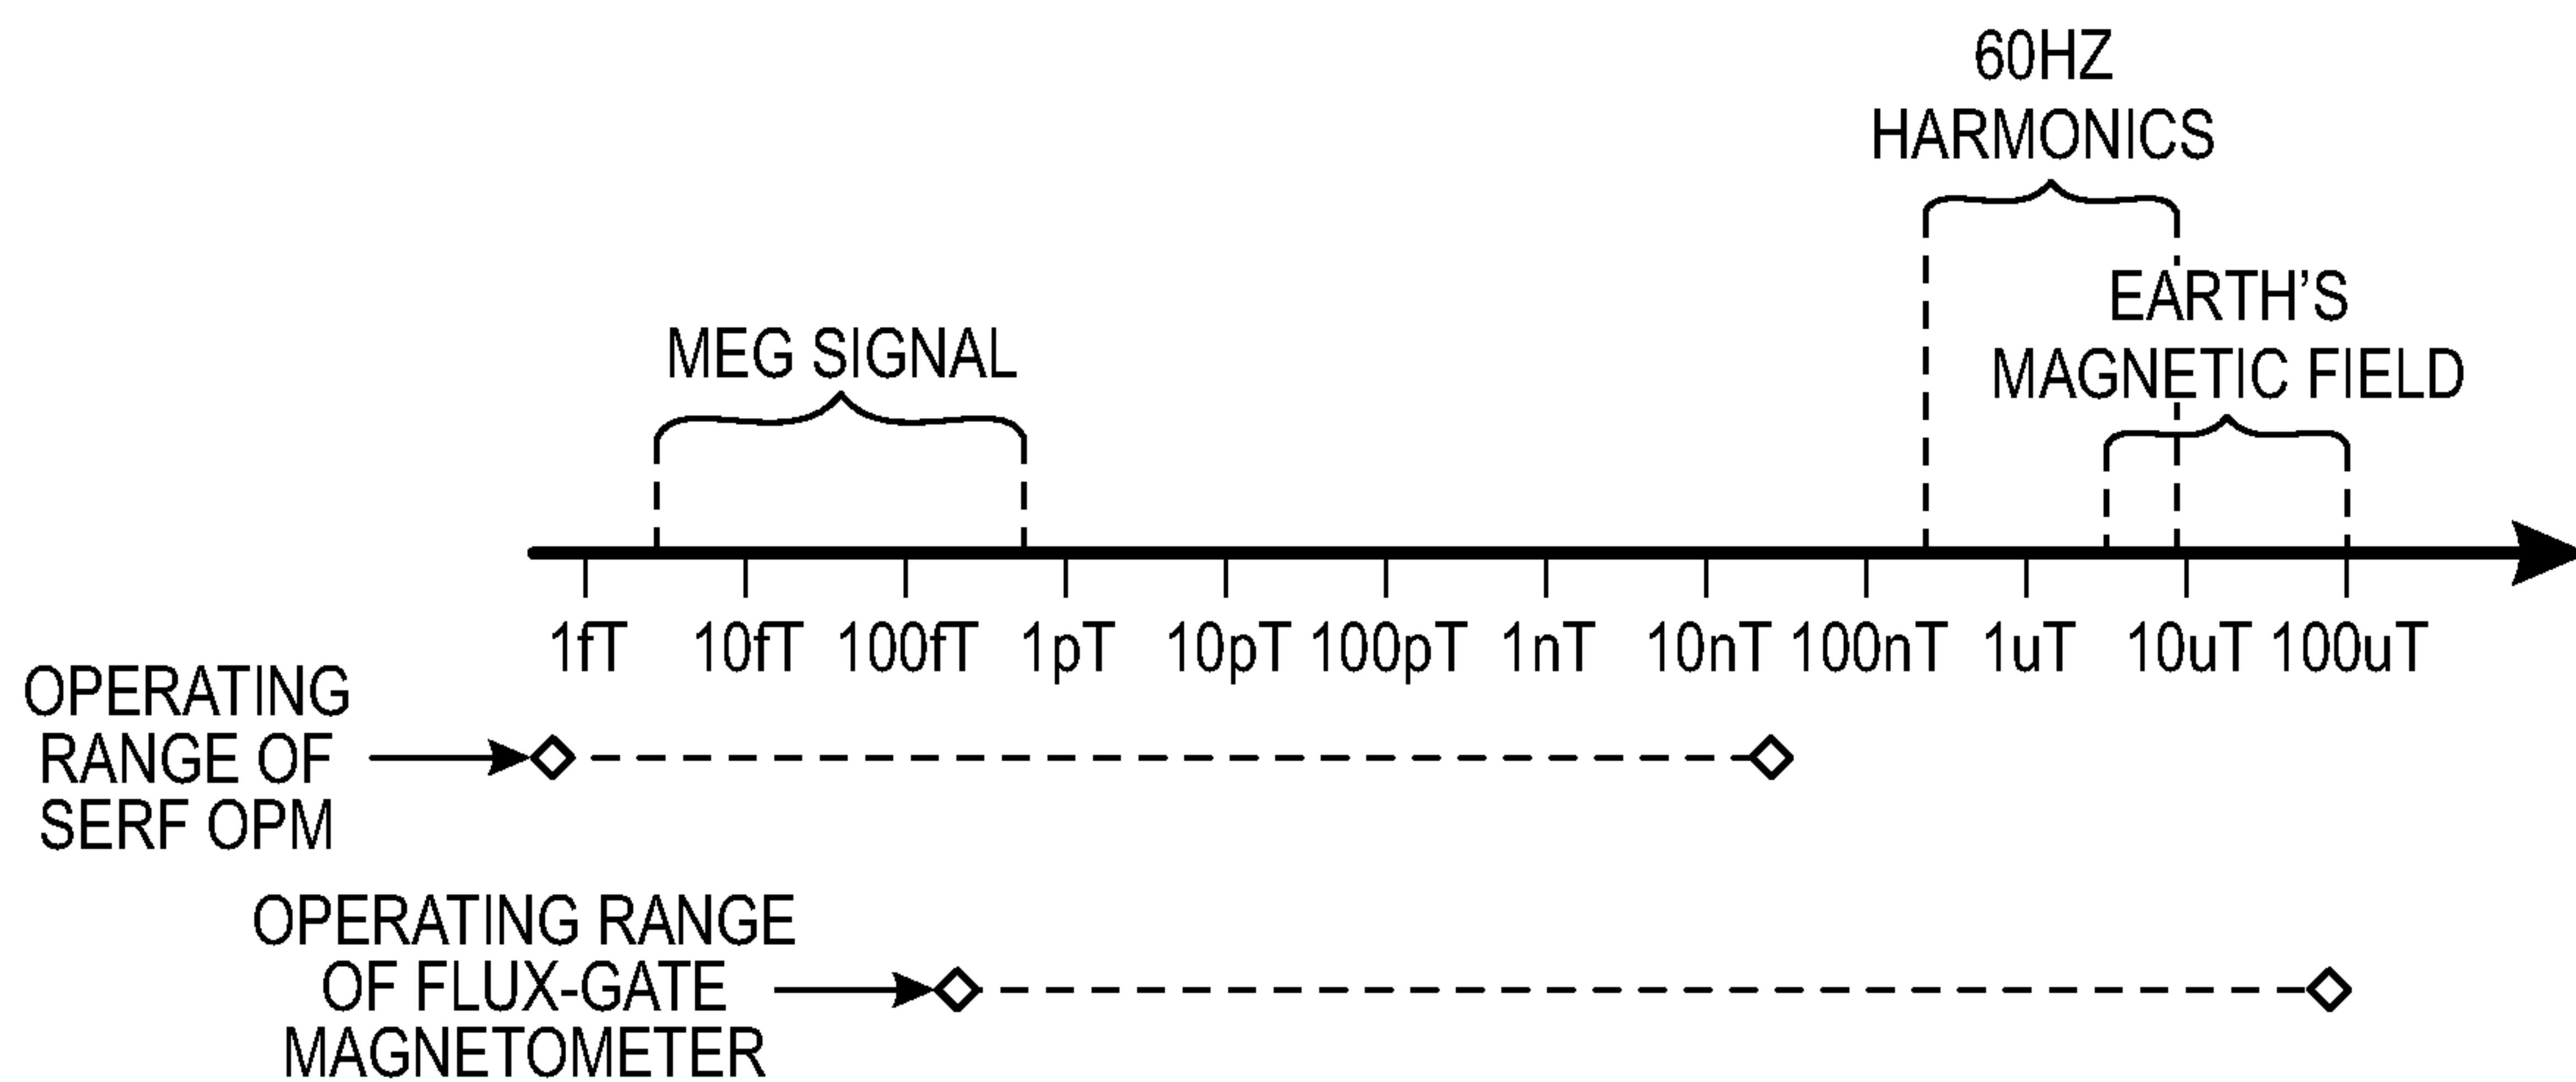 60HZ
HARMONICS
EARTH'S
MAGNETIC FIELD
MEG SIGNAL
1fT 10fT 100fT 1pT 10pT 100pT 1nT 10nT 100nT 1uT 10uT 100uT
OPERATING
RANGE OF
SERF OPM
OPERATING RANGE
OF FLUX-GATE
MAGNETOMETER